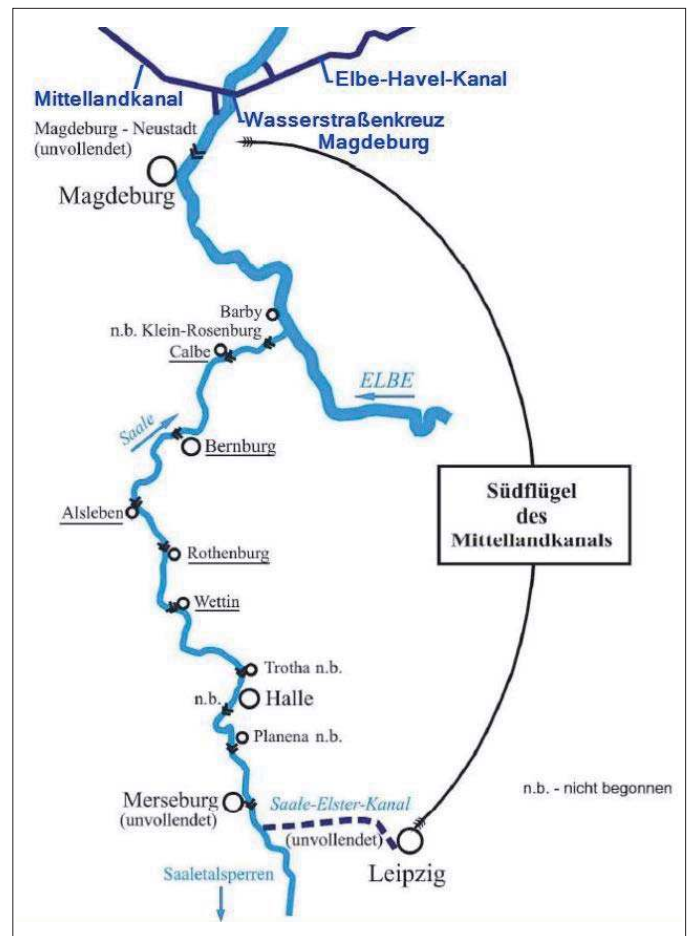 Elbe-Havel-Kanal
Mittellandkanal
Wasserstraßenkreuz
Magdeburg
Magdeburg - Neustadt
(unvollendet)
Magdeburg
Barby
n.b. Klein-Rosenburg
Calbe
ELBE
Saale
Bernburg
Südflügel
des
Mittellandkanals
Alsleben
Rothenburg
Wettin
Trotha n.b.
n.b.
Halle
Planena n.b.
n.b. - nicht begonnen
Merseburg
(unvollendet)
Saale-Elster-Kanal
(unvollendet)
Leipzig
Saaletalsperren